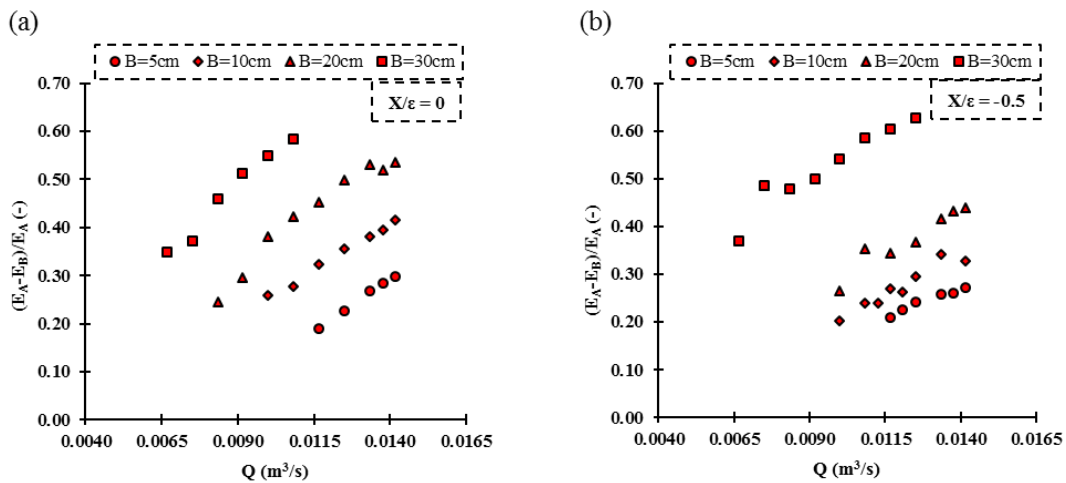 (a)
B=5cm B=10cm B=20cm B=30cm
X/ε = 0
0.70
0.60
0.50
0.40
0.30
0.20
0.10
0.00
(E_A-E_B)/E_A (-)
0.0040 0.0065 0.0090 0.0115 0.0140 0.0165
Q (m³/s)
(b)
B=5cm B=10cm B=20cm B=30cm
X/ε = -0.5
0.70
0.60
0.50
0.40
0.30
0.20
0.10
0.00
(E_A-E_B)/E_A (-)
0.0040 0.0065 0.0090 0.0115 0.0140 0.0165
Q (m³/s)